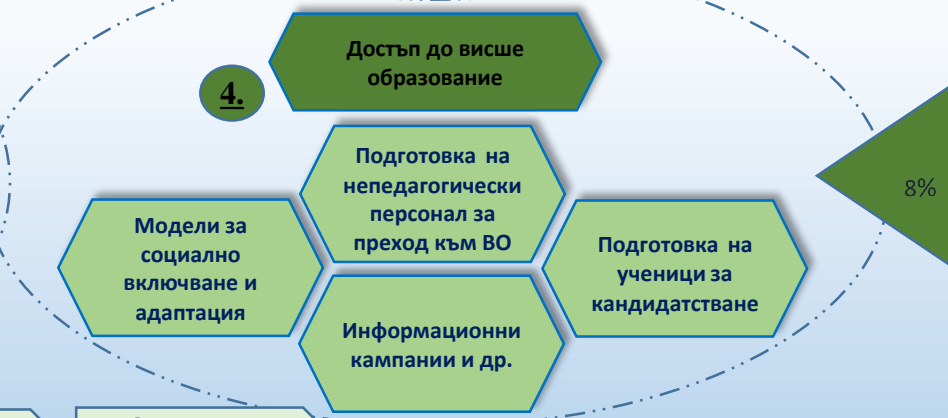 Достъп до висше
образование
4.
Подготовка на
непедагогически
персонал за
преход към ВО
Модели за
социално
включване и
адаптация
Подготовка на
ученици за
кандидатстване
Информационни
кампании и др.
8%